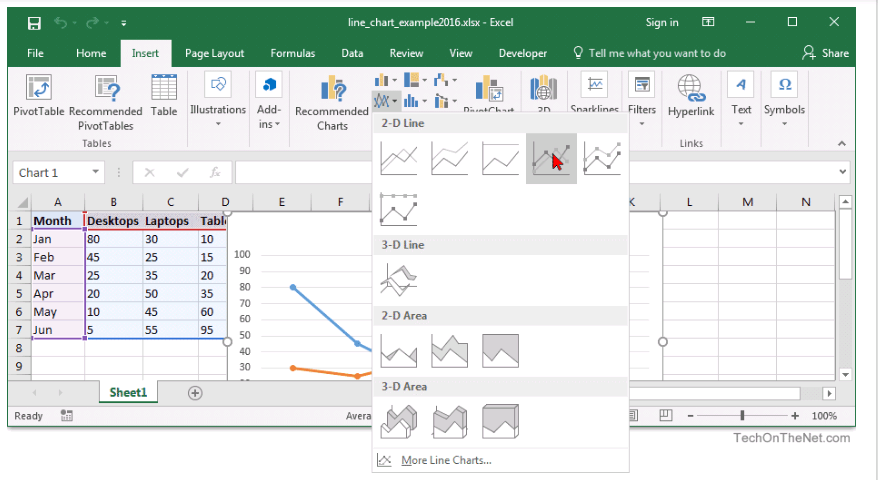 line_chart_example2016.xlsx - Excel
Sign in
File Home Insert Page Layout Formulas Data Review View Developer Tell me what you want to do Share
PivotTable Recommended PivotTables Table
Illustrations
Add-ins
Recommended Charts
PivotChart
3D
Sparklines
Filters
Hyperlink
Text
Symbols
Tables
Links
2-D Line
3-D Line
2-D Area
3-D Area
More Line Charts...
Chart 1
fx
A B C D E F K L M N
1 Month Desktops Laptops Table
2 Jan 80 30 10
3 Feb 45 25 15
4 Mar 25 35 20
5 Apr 20 50 35
6 May 10 45 60
7 Jun 5 55 95
8
9
100
90
80
70
60
50
40
30
Sheet1
Ready
Avera
100%
TechOnTheNet.com